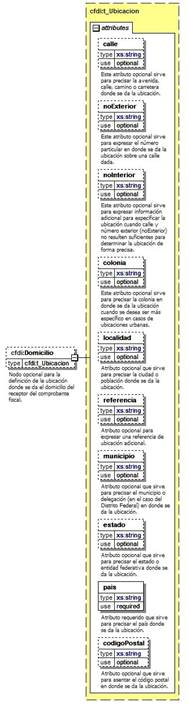 cfdi:t_Ubicacion
attributes
calle
type xs:string
use optional
Este atributo opcional sirve
para precisar la avenida,
calle, camino o carretera
donde se da la ubicación.
noExterior
type xs:string
use optional
Este atributo opcional sirve
para expresar el número
particular en donde se da la
ubicación sobre una calle
dada.
noInterior
type xs:string
use optional
Este atributo opcional sirve
para expresar información
adicional para especificar la
ubicación cuando calle y
número exterior (noExterior)
no resulten suficientes para
determinar la ubicación de
forma precisa.
colonia
type xs:string
use optional
Este atributo opcional sirve
para precisar la colonia en
donde se da la ubicación
cuando se desea ser más
específico en casos de
ubicaciones urbanas.
localidad
type xs:string
use optional
Atributo opcional que sirve
para precisar la ciudad o
población donde se da la
ubicación.
cfdi:Domicilio
type cfdi:t_Ubicacion
Nodo opcional para la
definición de la ubicación
donde se da el domicilio del
receptor del comprobante
fiscal.
referencia
type xs:string
use optional
Atributo opcional para
expresar una referencia de
ubicación adicional.
municipio
type xs:string
use optional
Atributo opcional que sirve
para precisar el municipio o
delegación (en el caso del
Distrito Federal) en donde se
da la ubicación.
estado
type xs:string
use optional
Atributo opcional que sirve
para precisar el estado o
entidad federativa donde se
da la ubicación.
pais
type xs:string
use required
Atributo requerido que sirve
para precisar el país donde
se da la ubicación.
codigoPostal
type xs:string
use optional
Atributo opcional que sirve
para asentar el código postal
en donde se da la ubicación.